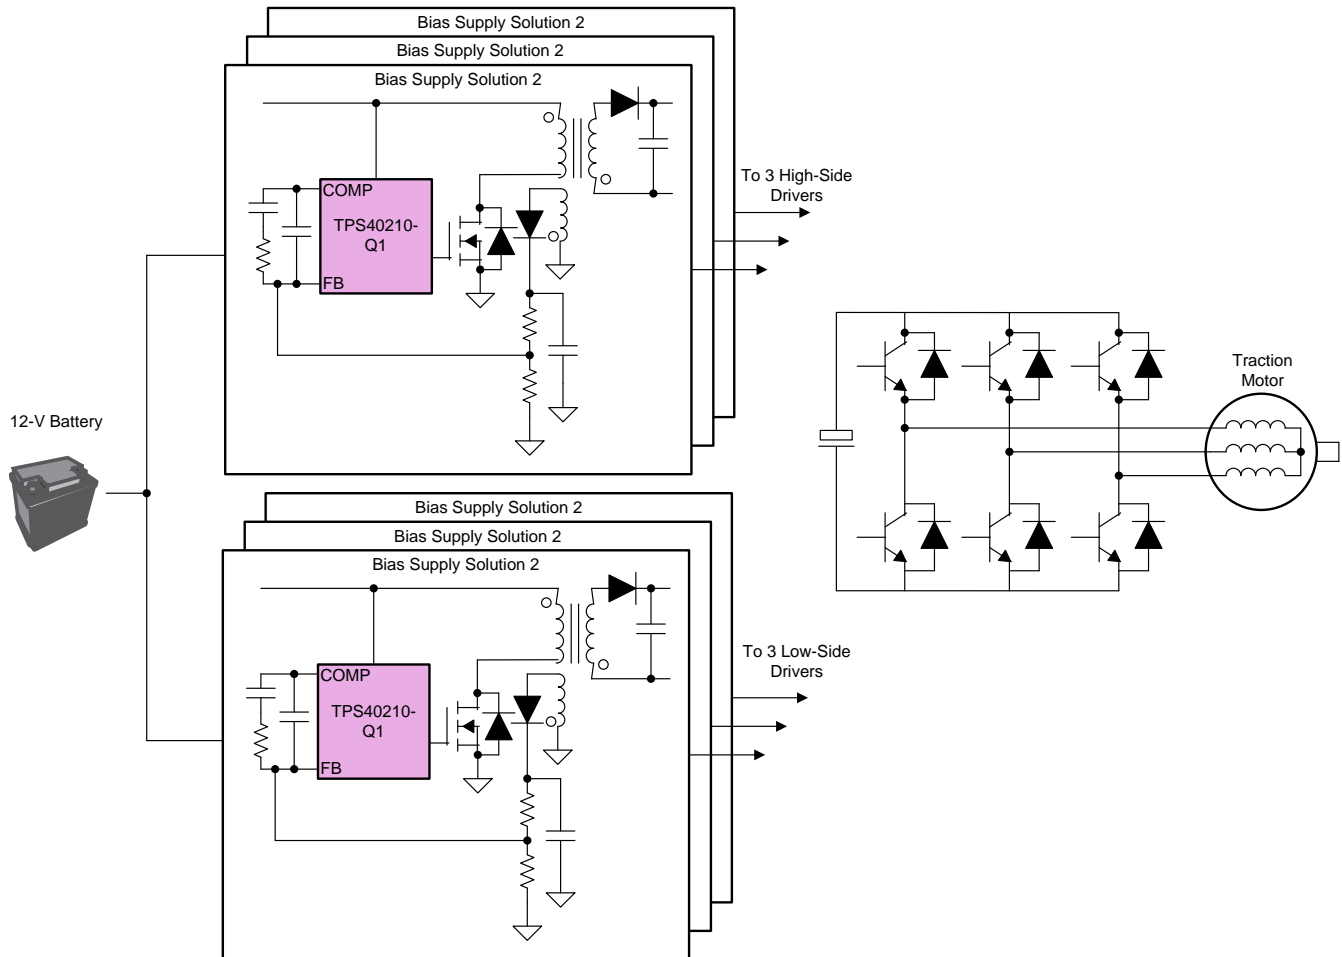 Bias Supply Solution 2
Bias Supply Solution 2
Bias Supply Solution 2
COMP
TPS40210-
Q1
FB
To 3 High-Side
Drivers
12-V Battery
Traction
Motor
Bias Supply Solution 2
Bias Supply Solution 2
Bias Supply Solution 2
COMP
TPS40210-
Q1
FB
To 3 Low-Side
Drivers